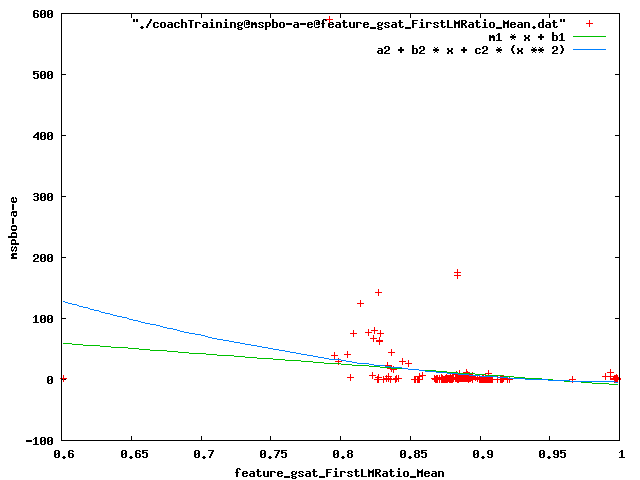 600
"./coachTraining@mspbo-a-e@feature_gsat_FirstLMRatio_Mean.dat"
m1 * x + b1
a2 + b2 * x + c2 * (x ** 2)
500
400
300
200
100
0
-100
mspbo-a-e
0.6 0.65 0.7 0.75 0.8 0.85 0.9 0.95 1
feature_gsat_FirstLMRatio_Mean